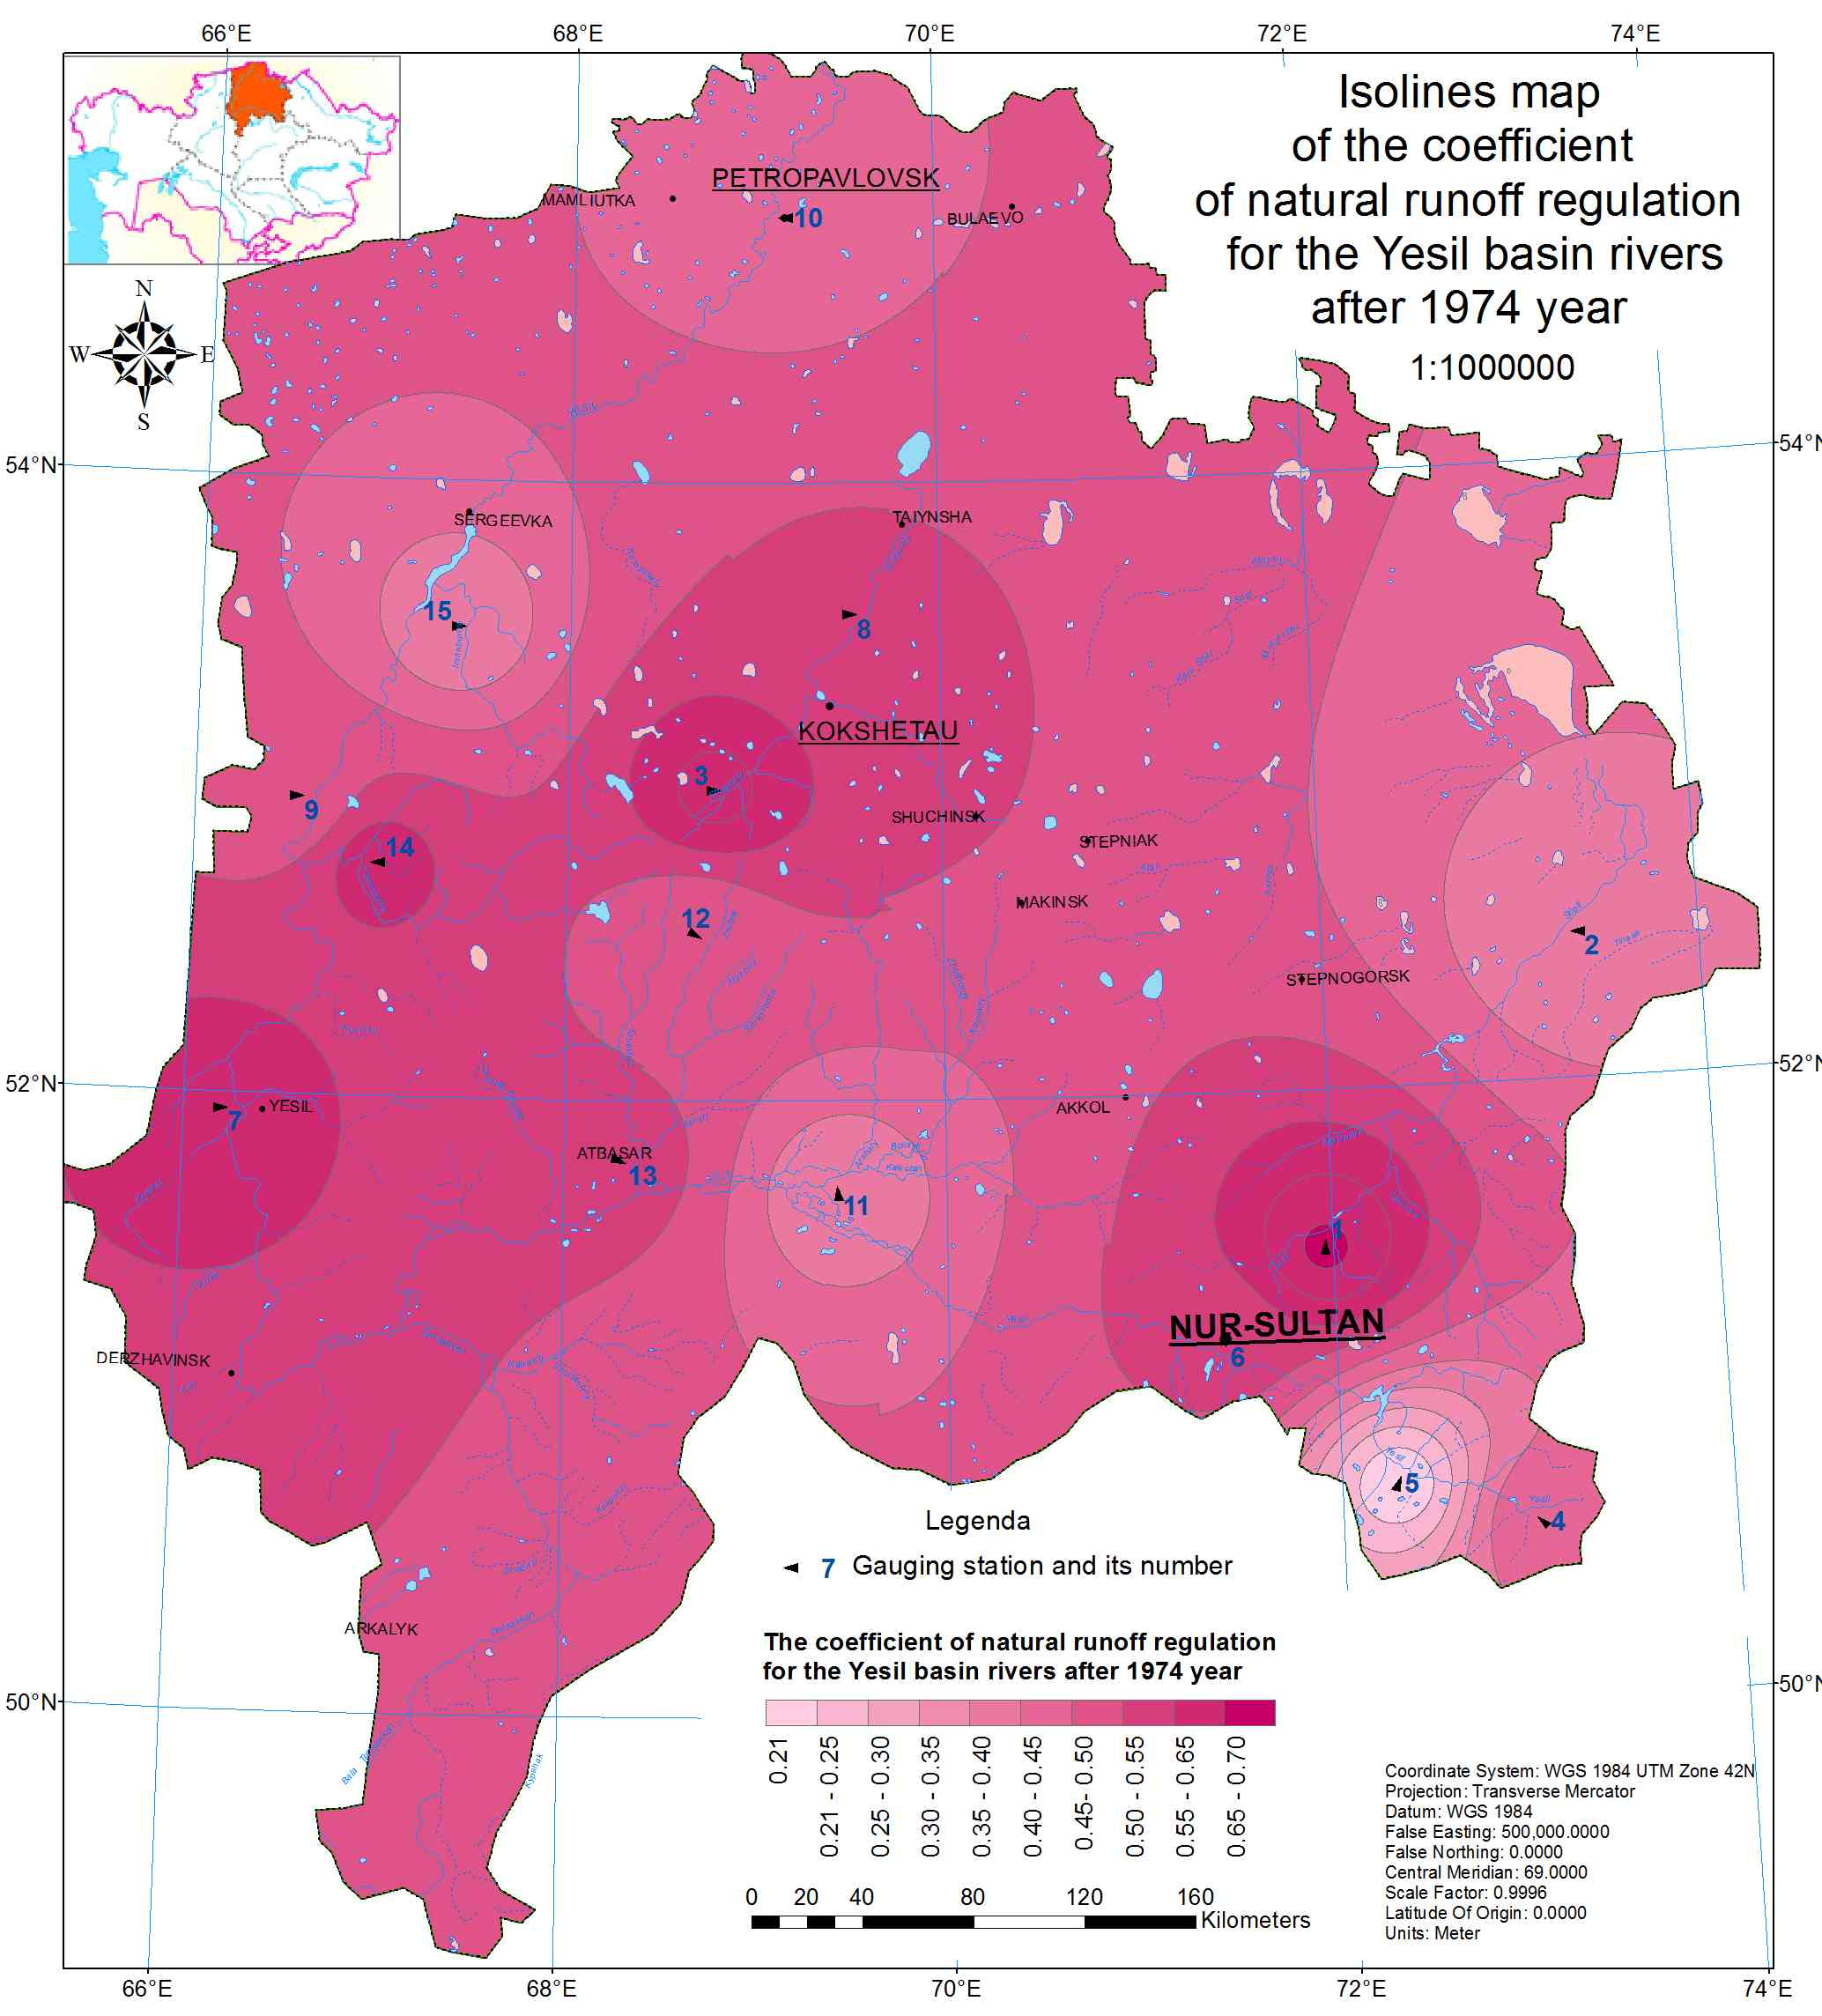 66°E
68°E
70°E
72°E
74°E
Isolines map
of the coefficient
of natural runoff regulation
for the Yesil basin rivers
after 1974 year
1:1000000
N
W
E
S
PETROPAVLOVSK
MAMLIUTKA
10
BULAEVO
54°N
54°N
SERGEEVKA
TAIYNSHA
15
8
KOKSHETAU
3
9
SHUCHINSK
14
STEPNIAK
MAKINSK
12
2
STEPNOGORSK
52°N
52°N
7
YESIL
AKKOL
ATBASAR
13
11
1
NUR-SULTAN
6
DERZHAVINSK
5
4
ARKALYK
Legenda
7 Gauging station and its number
The coefficient of natural runoff regulation
for the Yesil basin rivers after 1974 year
0.21
0.21 - 0.25
0.25 - 0.30
0.30 - 0.35
0.35 - 0.40
0.40 - 0.45
0.45- 0.50
0.50 - 0.55
0.55 - 0.65
0.65 - 0.70
50°N
50°N
0 20 40 80 120 160
Kilometers
Coordinate System: WGS 1984 UTM Zone 42N
Projection: Transverse Mercator
Datum: WGS 1984
False Easting: 500,000.0000
False Northing: 0.0000
Central Meridian: 69.0000
Scale Factor: 0.9996
Latitude Of Origin: 0.0000
Units: Meter
66°E
68°E
70°E
72°E
74°E